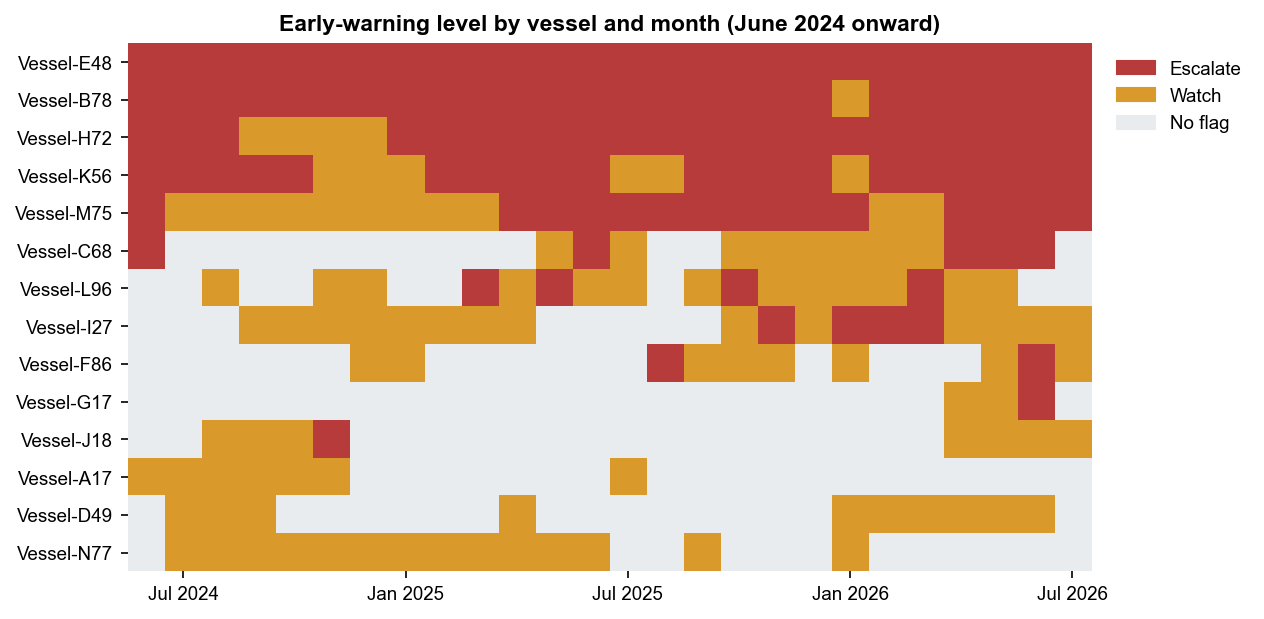 Early-warning level by vessel and month (June 2024 onward)
Vessel-E48
Vessel-B78
Vessel-H72
Vessel-K56
Vessel-M75
Vessel-C68
Vessel-L96
Vessel-I27
Vessel-F86
Vessel-G17
Vessel-J18
Vessel-A17
Vessel-D49
Vessel-N77
Jul 2024
Jan 2025
Jul 2025
Jan 2026
Jul 2026
Escalate
Watch
No flag